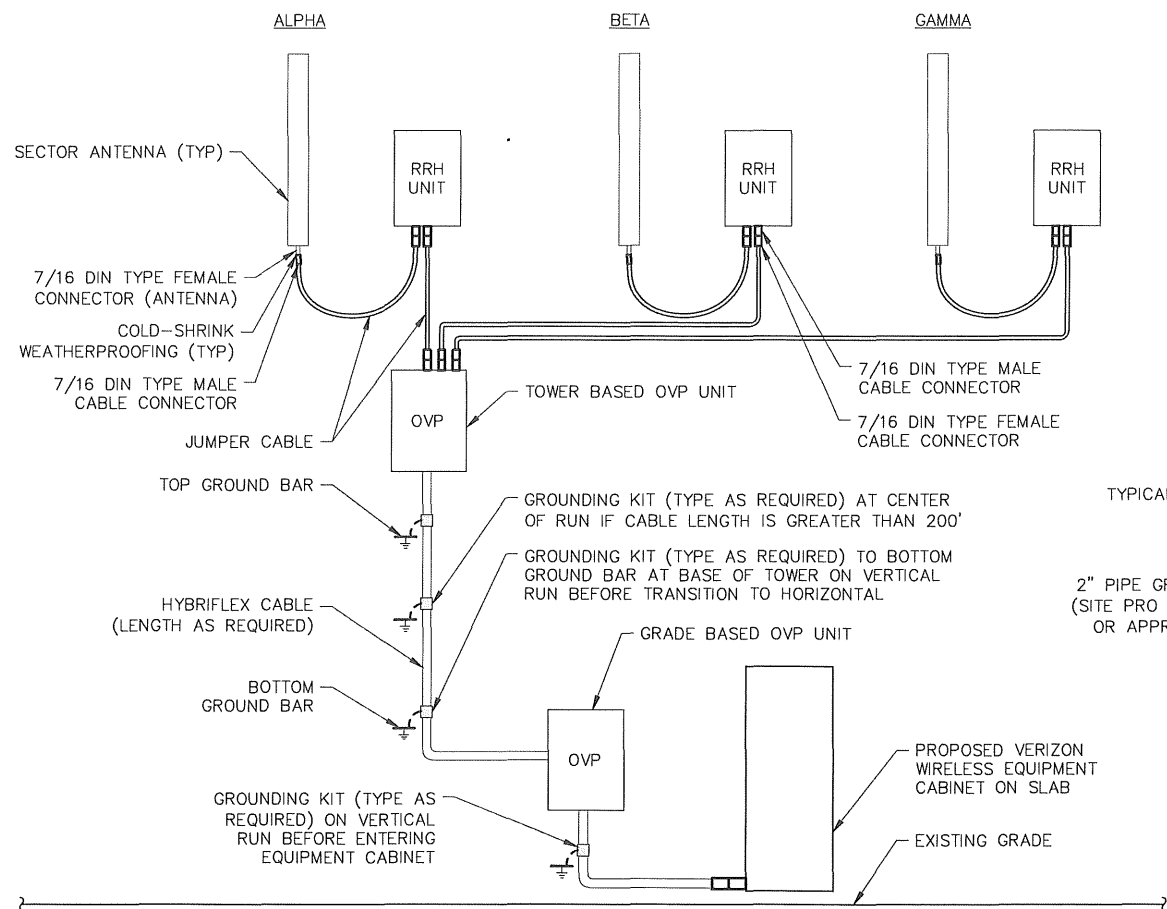 ALPHA
BETA
GAMMA
SECTOR ANTENNA (TYP)
RRH
UNIT
RRH
UNIT
RRH
UNIT
7/16 DIN TYPE FEMALE
CONNECTOR (ANTENNA)
COLD-SHRINK
WEATHERPROOFING (TYP)
7/16 DIN TYPE MALE
CABLE CONNECTOR
JUMPER CABLE
OVP
TOWER BASED OVP UNIT
7/16 DIN TYPE MALE
CABLE CONNECTOR
7/16 DIN TYPE FEMALE
CABLE CONNECTOR
TOP GROUND BAR
GROUNDING KIT (TYPE AS REQUIRED) AT CENTER
OF RUN IF CABLE LENGTH IS GREATER THAN 200'
TYPICAL
GROUNDING KIT (TYPE AS REQUIRED) TO BOTTOM
GROUND BAR AT BASE OF TOWER ON VERTICAL
RUN BEFORE TRANSITION TO HORIZONTAL
2" PIPE GR
(SITE PRO
OR APPR
HYBRIFLEX CABLE
(LENGTH AS REQUIRED)
GRADE BASED OVP UNIT
BOTTOM
GROUND BAR
OVP
PROPOSED VERIZON
WIRELESS EQUIPMENT
CABINET ON SLAB
GROUNDING KIT (TYPE AS
REQUIRED) ON VERTICAL
RUN BEFORE ENTERING
EQUIPMENT CABINET
EXISTING GRADE